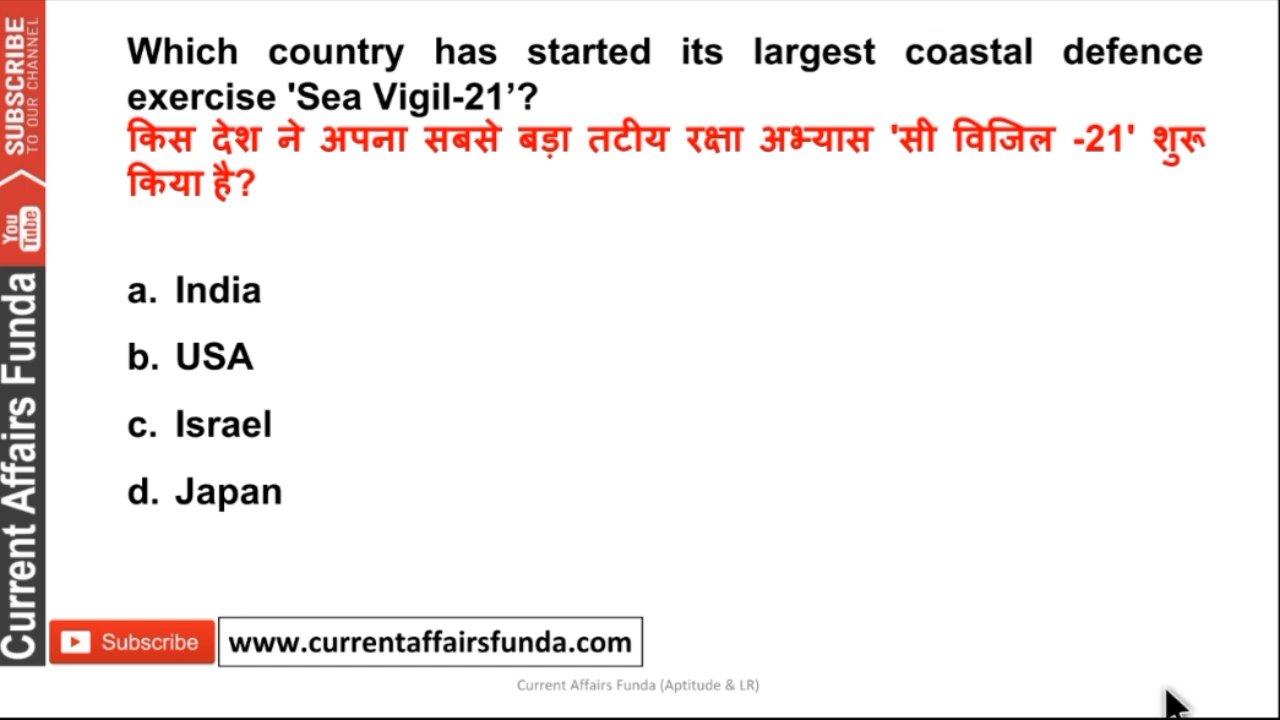 Which country has started its largest coastal defence
exercise 'Sea Vigil-21’?
किस देश ने अपना सबसे बड़ा तटीय रक्षा अभ्यास 'सी विजिल -21' शुरू
किया है?
a. India
b. USA
c. Israel
d. Japan
Subscribe
www.currentaffairsfunda.com
Current Affairs Funda (Aptitude & LR)
SUBSCRIBE
TO OUR CHANNEL
You
Tube
Current Affairs Funda